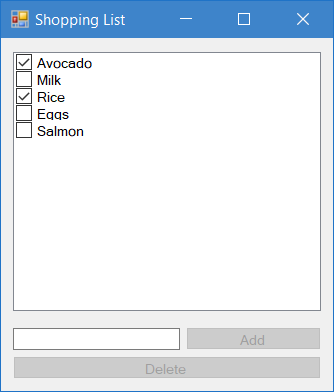 Shopping List
Avocado
Milk
Rice
Eggs
Salmon
Add
Delete